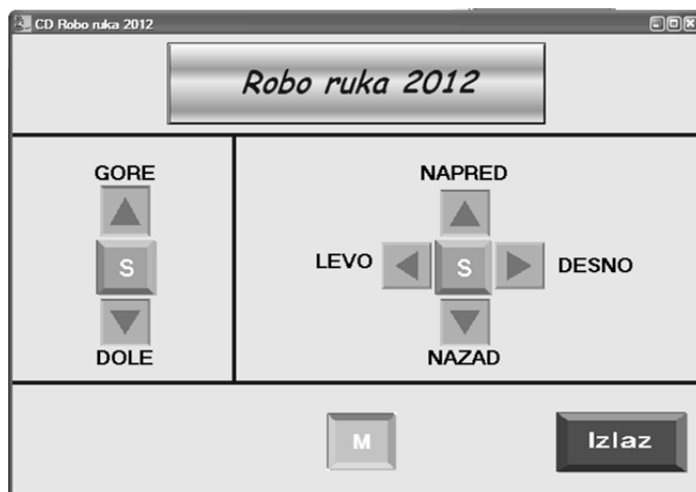 CD Robo ruka 2012
Robo ruka 2012
GORE
S
DOLE
NAPRED
LEVO
S
DESNO
NAZAD
M
Izlaz